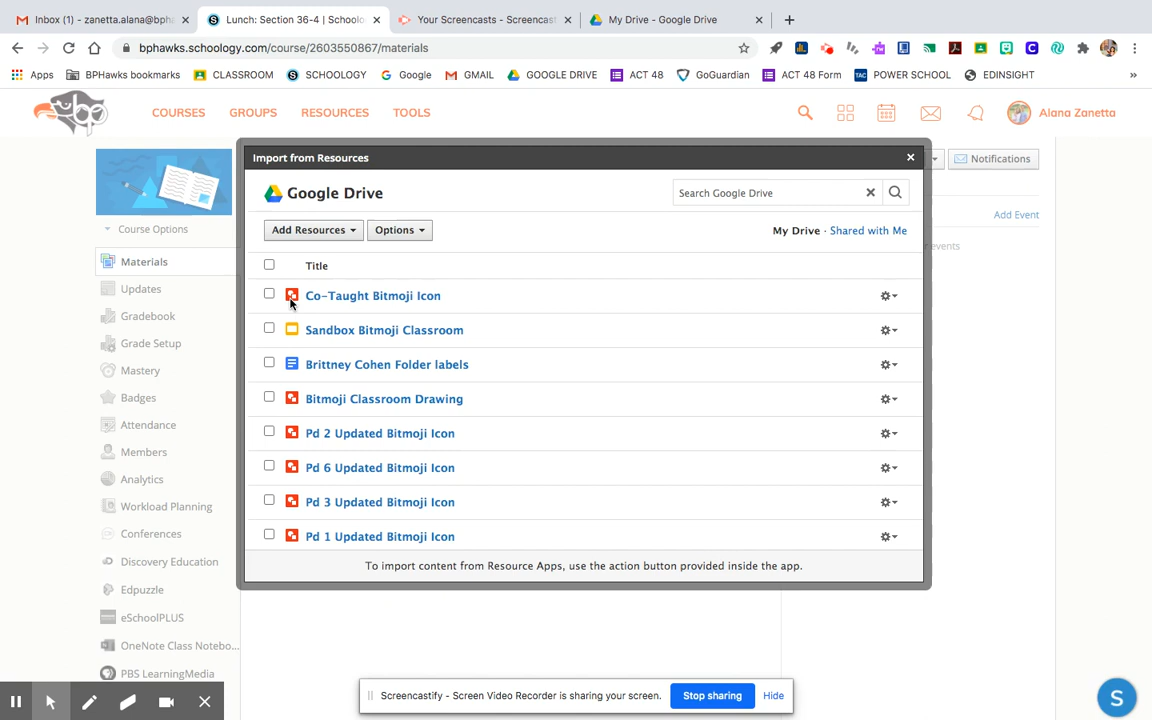 Inbox (1) - zanetta.alana@bph
Lunch: Section 36-4 | Schoolo
Your Screencasts - Screencast
My Drive - Google Drive
bphawks.schoology.com/course/2603550867/materials
Apps
BPHawks bookmarks
CLASSROOM
SCHOOLOGY
Google
GMAIL
GOOGLE DRIVE
ACT 48
GoGuardian
ACT 48 Form
TAC
POWER SCHOOL
EDINSIGHT
bp
COURSES
GROUPS
RESOURCES
TOOLS
Alana Zanetta
Import from Resources
Notifications
Google Drive
Search Google Drive
Course Options
Add Event
Add Resources
Options
My Drive · Shared with Me
events
Materials
Title
Updates
Co-Taught Bitmoji Icon
Gradebook
Sandbox Bitmoji Classroom
Grade Setup
Brittney Cohen Folder labels
Mastery
Badges
Bitmoji Classroom Drawing
Attendance
Pd 2 Updated Bitmoji Icon
Members
Pd 6 Updated Bitmoji Icon
Analytics
Workload Planning
Pd 3 Updated Bitmoji Icon
Conferences
Pd 1 Updated Bitmoji Icon
Discovery Education
To import content from Resource Apps, use the action button provided inside the app.
Edpuzzle
eSchoolPLUS
OneNote Class Notebo...
PBS LearningMedia
Screencastify - Screen Video Recorder is sharing your screen.
Stop sharing
Hide
S